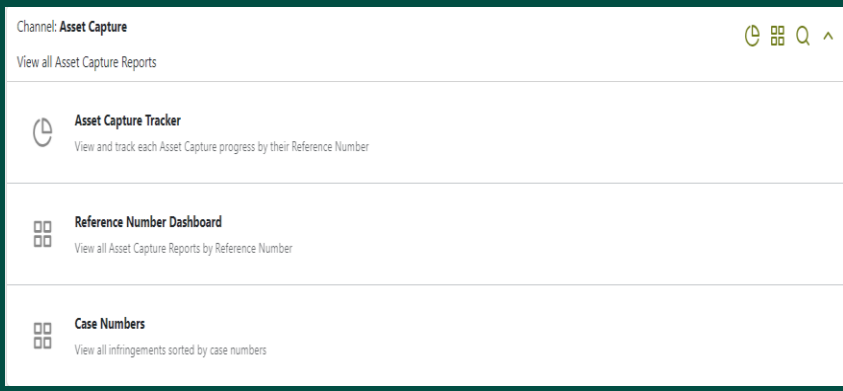 Channel: Asset Capture
View all Asset Capture Reports
Asset Capture Tracker
View and track each Asset Capture progress by their Reference Number
Reference Number Dashboard
View all Asset Capture Reports by Reference Number
Case Numbers
View all infringements sorted by case numbers